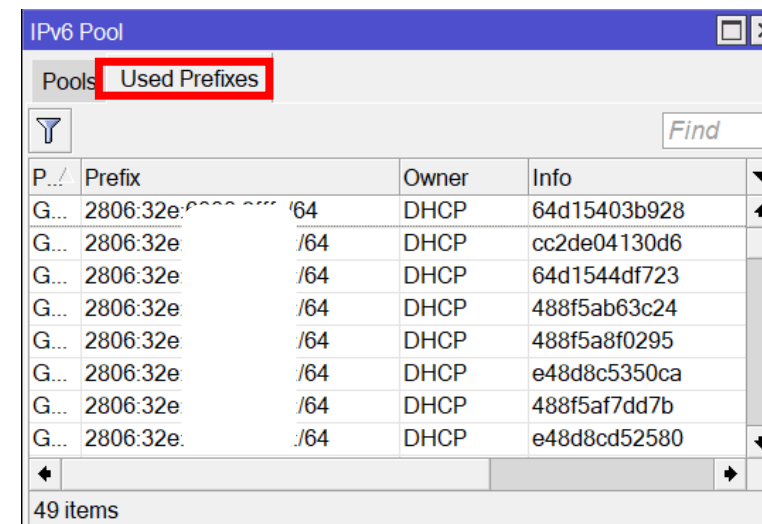 IPv6 Pool
Pools Used Prefixes
Find
P... Prefix Owner Info
G... 2806:32e: /64 DHCP 64d15403b928
G... 2806:32e: :/64 DHCP cc2de04130d6
G... 2806:32e: :/64 DHCP 64d1544df723
G... 2806:32e: :/64 DHCP 488f5ab63c24
G... 2806:32e: :/64 DHCP 488f5a8f0295
G... 2806:32e: :/64 DHCP e48d8c5350ca
G... 2806:32e: :/64 DHCP 488f5af7dd7b
G... 2806:32e: :/64 DHCP e48d8cd52580
49 items